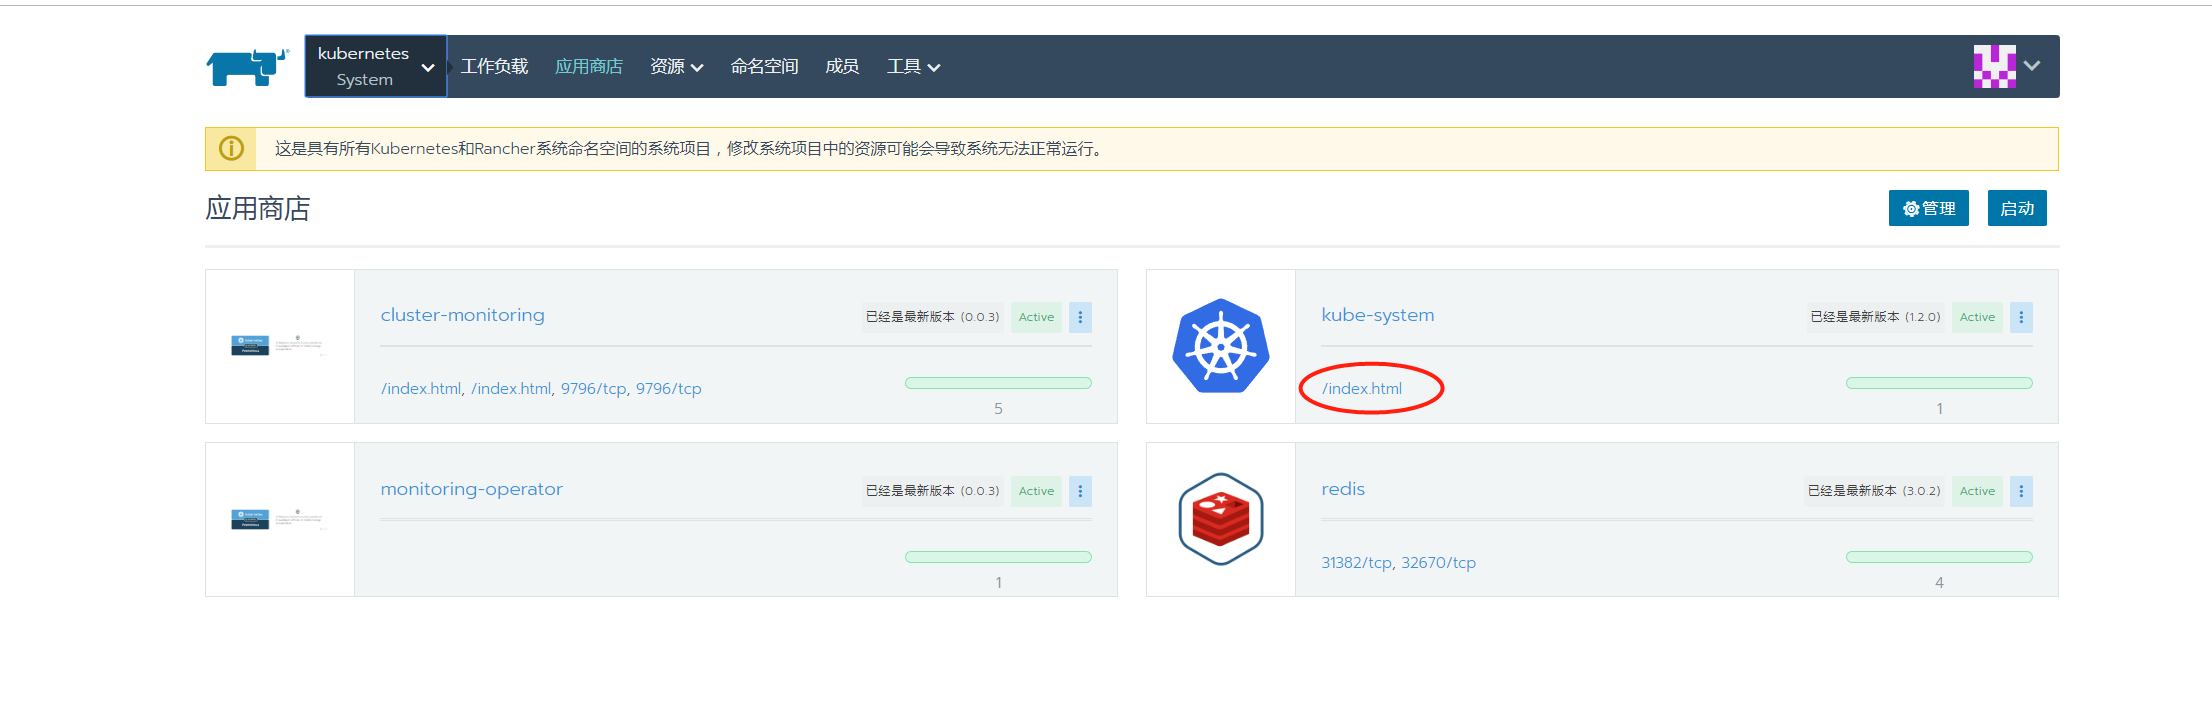 kubernetes
System
工作负载 应用商店 资源 命名空间 成员 工具
这是具有所有Kubernetes和Rancher系统命名空间的系统项目，修改系统项目中的资源可能会导致系统无法正常运行。
应用商店
管理 启动
cluster-monitoring 已经是最新版本 (0.0.3) Active
/index.html, /index.html, 9796/tcp, 9796/tcp
5
kube-system 已经是最新版本 (1.2.0) Active
/index.html
1
monitoring-operator 已经是最新版本 (0.0.3) Active
1
redis 已经是最新版本 (3.0.2) Active
31382/tcp, 32670/tcp
4